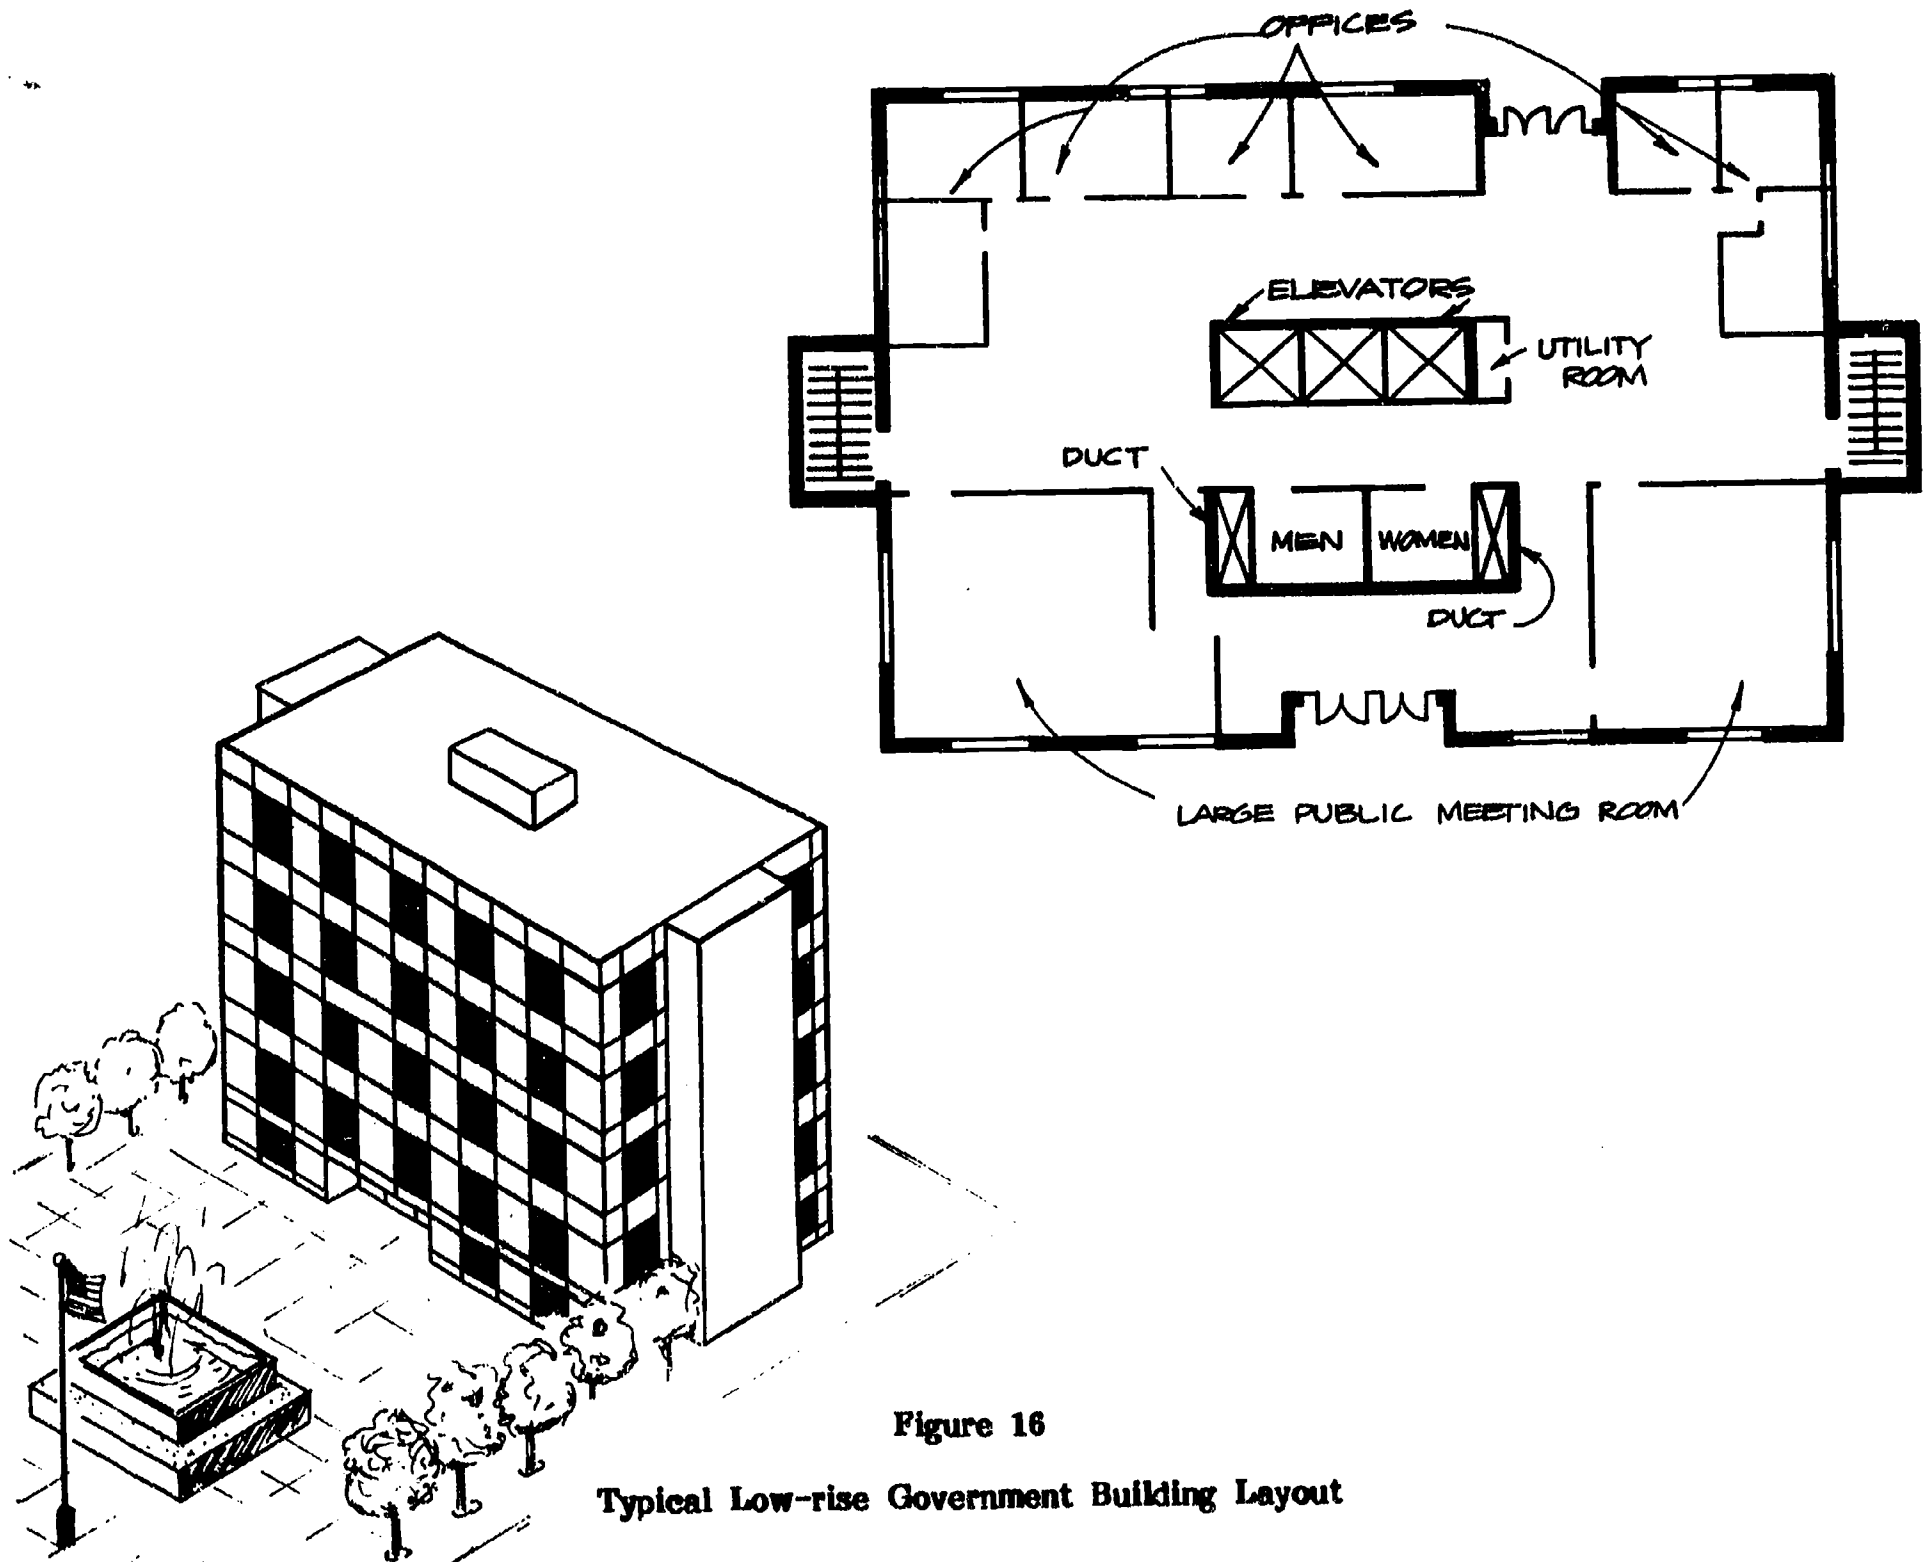 OFFICES
ELEVATORS
UTILITY
ROOM
DUCT
MEN
WOMEN
DUCT
LARGE PUBLIC MEETING ROOM
Figure 16
Typical Low-rise Government Building Layout